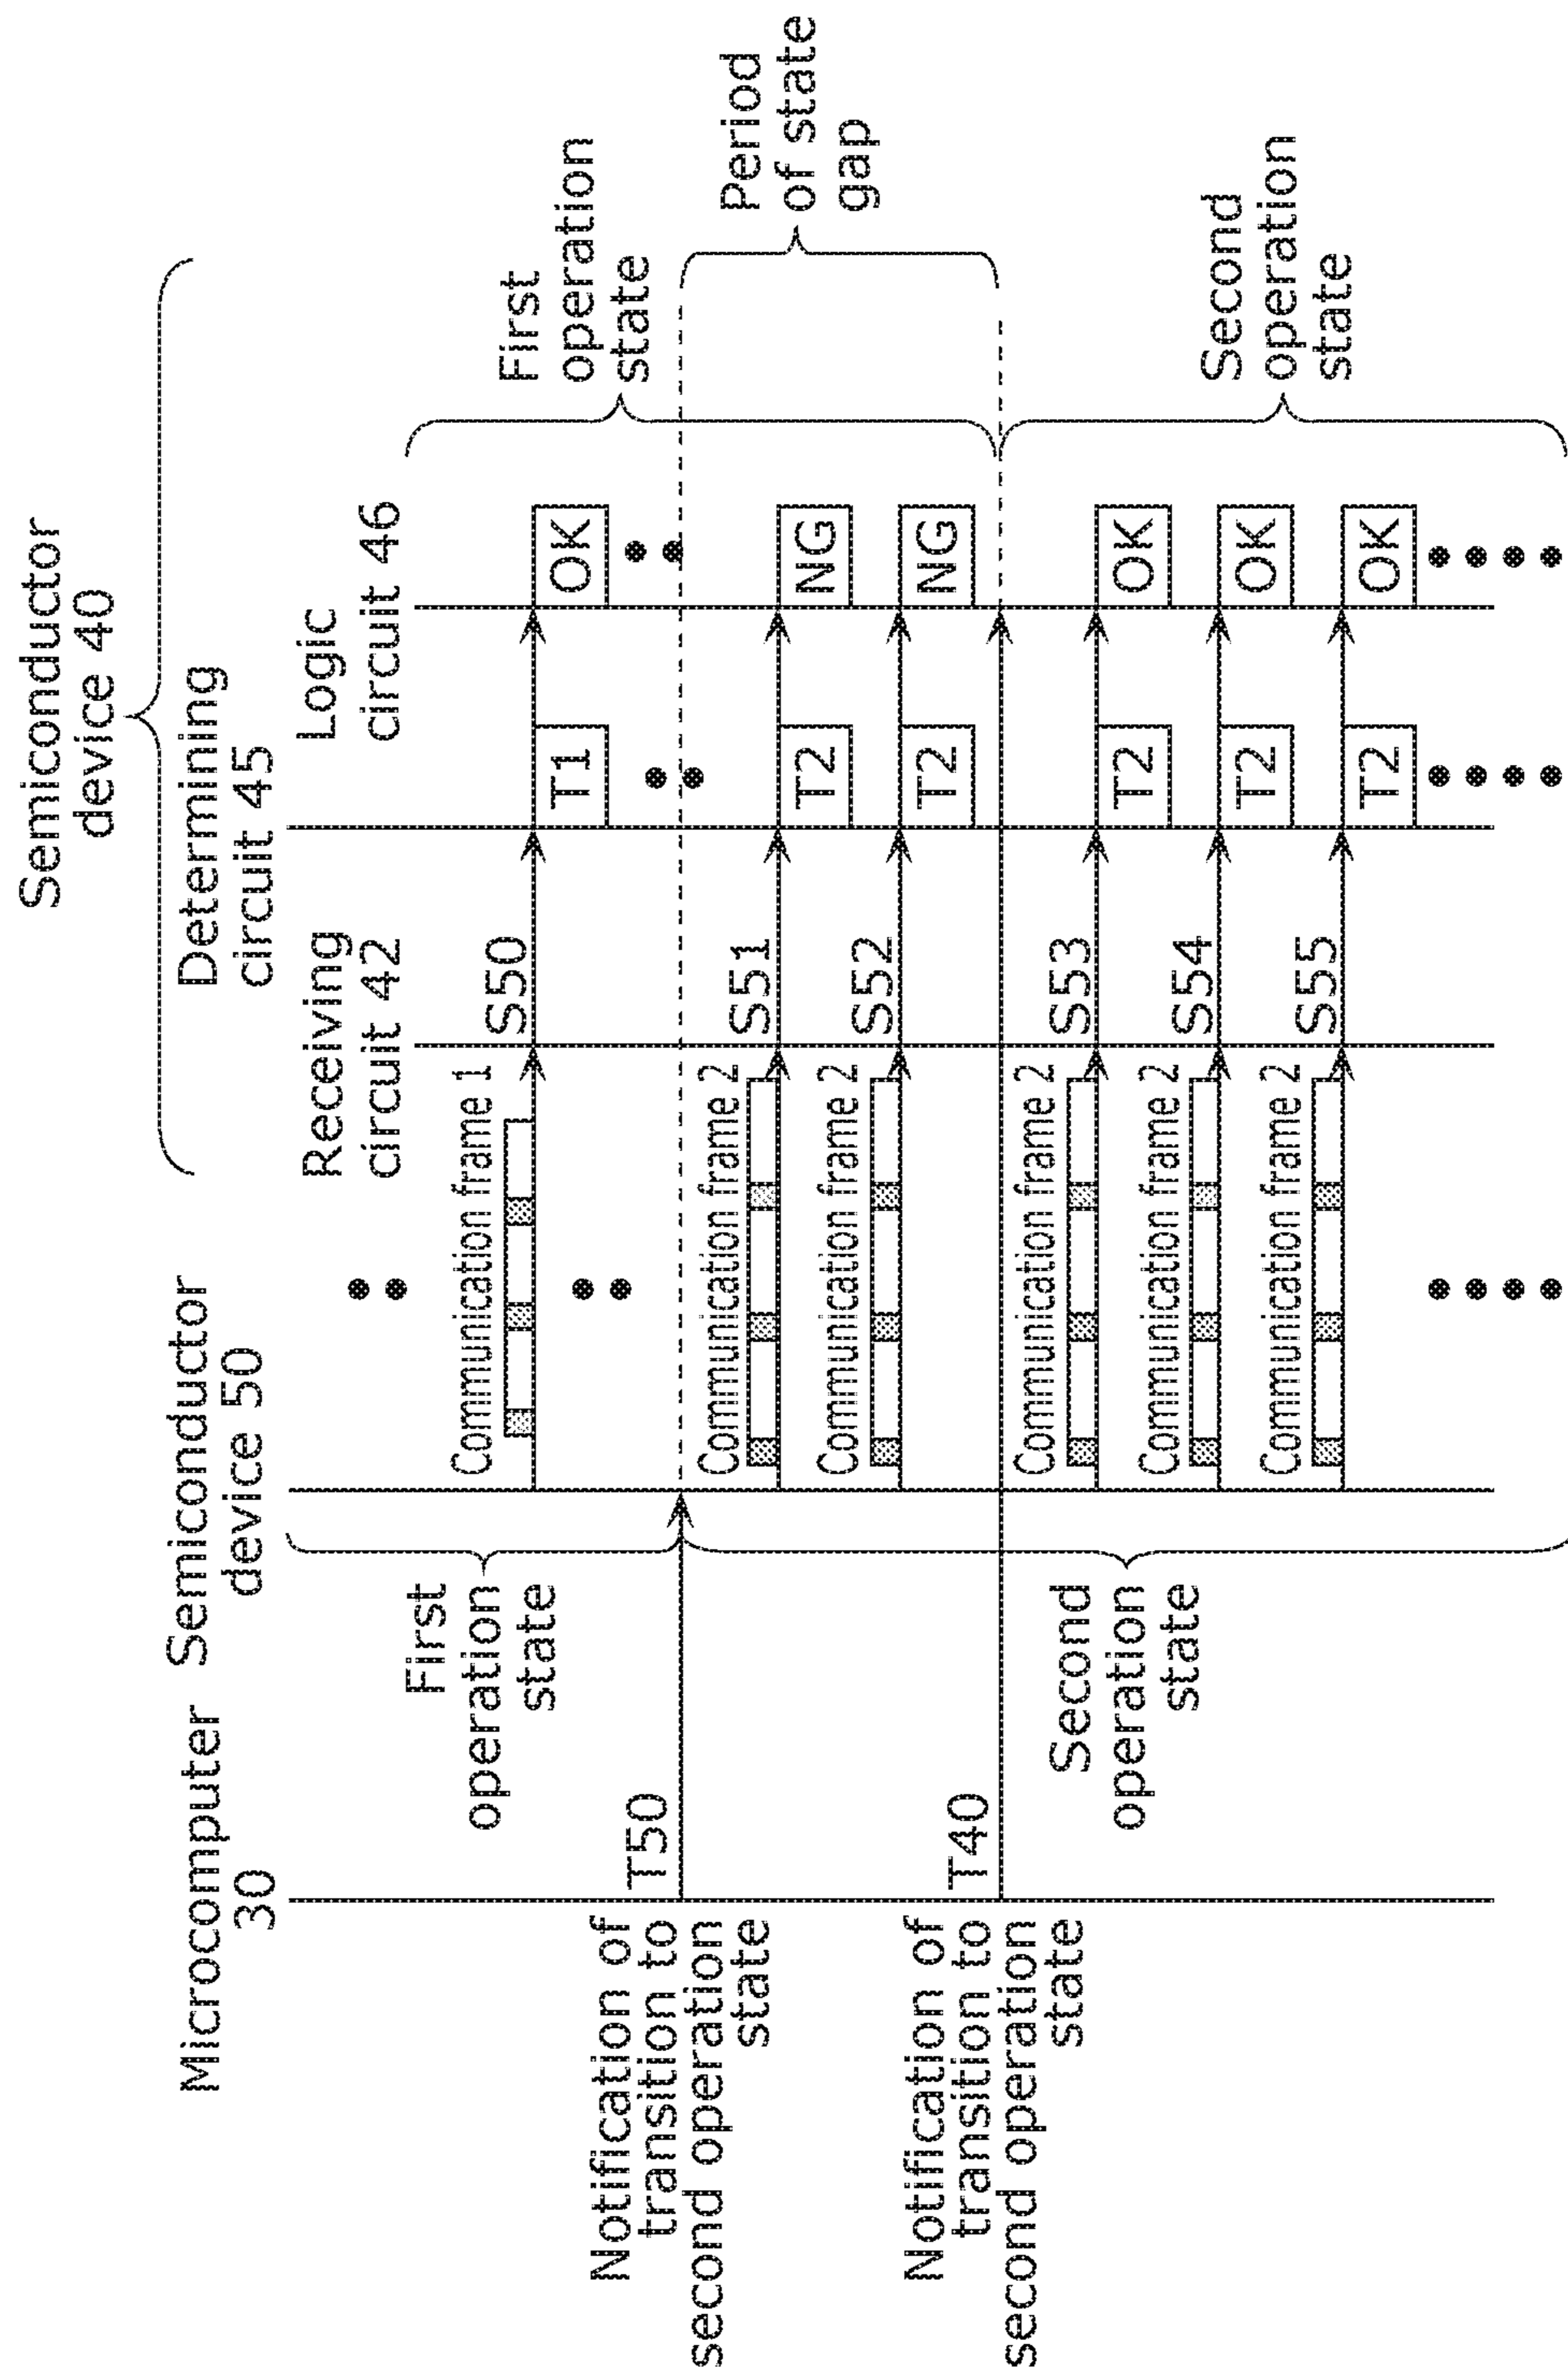 Semiconductor
device 40
Microcomputer
30
Semiconductor
device 50
Receiving
circuit 42
Determining
circuit 45
Logic
circuit 46
First
operation
state
Communication frame 1
S50
T1
OK
First
operation
state
Notification of
transition to
second operation
state
T50
Communication frame 2
S51
T2
NG
Period
of state
gap
Communication frame 2
S52
T2
NG
Notification of
transition to
second operation
state
T40
Second
operation
state
Communication frame 2
S53
T2
OK
Communication frame 2
S54
T2
OK
Second
operation
state
Communication frame 2
S55
T2
OK